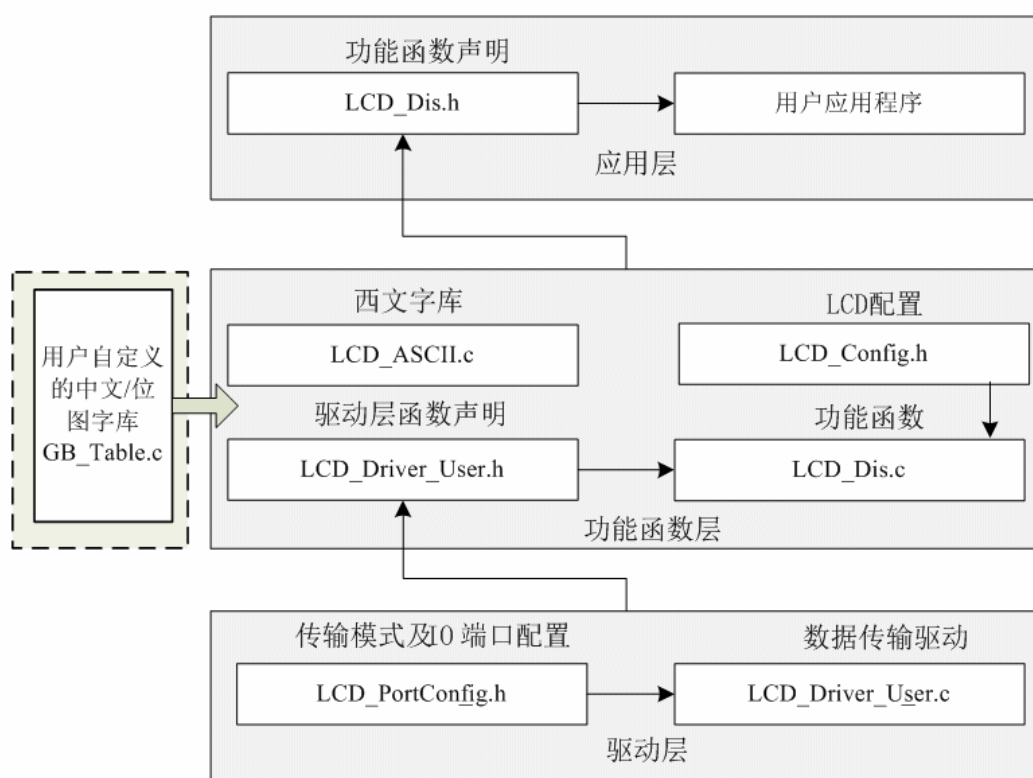 功能函数声明
LCD_Dis.h
用户应用程序
应用层
西文字库
LCD配置
LCD_ASCII.c
LCD_Config.h
用户自定义
的中文/位
图字库
GB_Table.c
驱动层函数声明
功能函数
LCD_Driver_User.h
LCD_Dis.c
功能函数层
传输模式及IO端口配置
数据传输驱动
LCD_PortConfig.h
LCD_Driver_User.c
驱动层